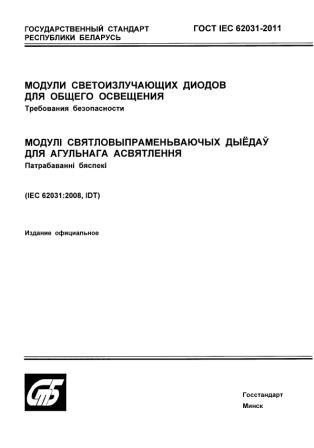 ГОСУДАРСТВЕННЫЙ СТАНДАРТ
РЕСПУБЛИКИ БЕЛАРУСЬ
ГОСТ IEC 62031-2011
МОДУЛИ СВЕТОИЗЛУЧАЮЩИХ ДИОДОВ
ДЛЯ ОБЩЕГО ОСВЕЩЕНИЯ
Требования безопасности
МОДУЛІ СВЯТЛОВЫПРАМЕНЬВАЮЧЫХ ДЫЁДАЎ
ДЛЯ АГУЛЬНАГА АСВЯТЛЕННЯ
Патрабаванні бяспекі
(IEC 62031:2008, IDT)
Издание официальное
СТБ
Госстандарт
Минск